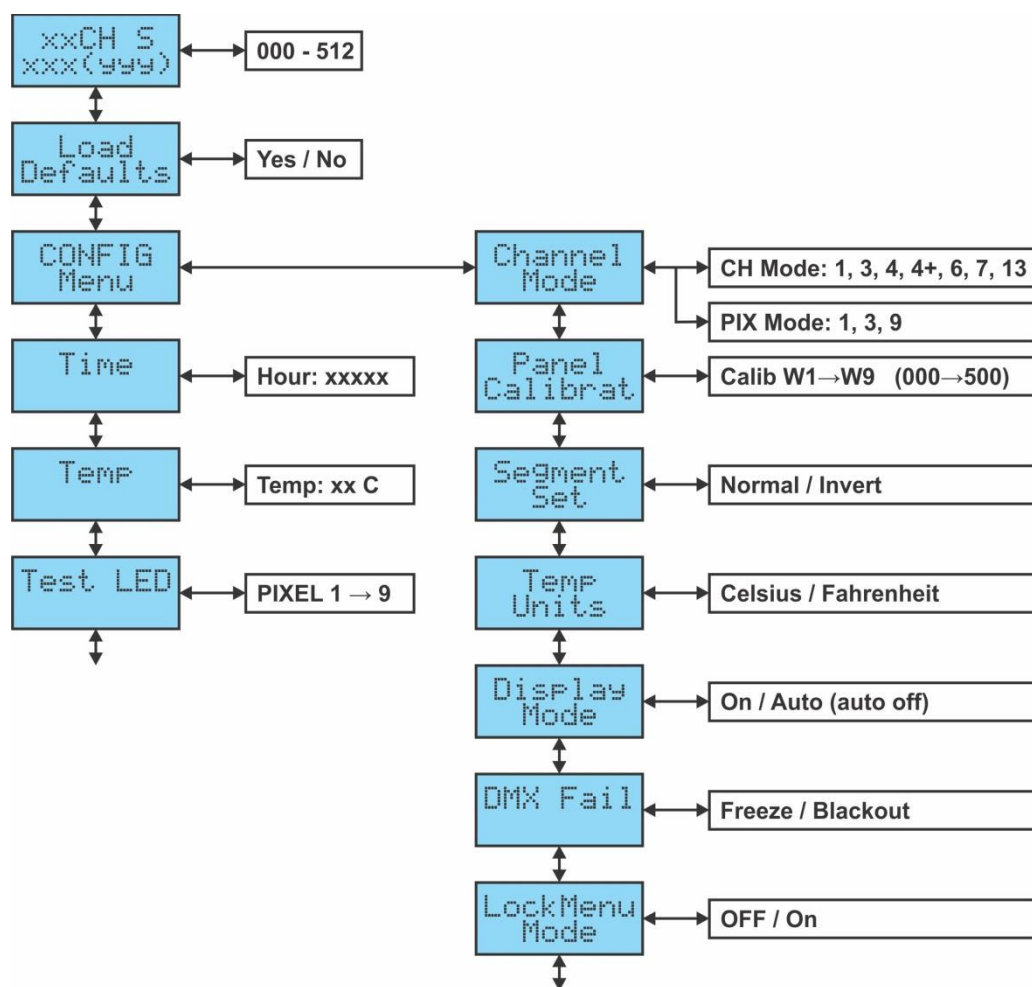 xxCH S
xxx(yyy)
000 - 512
Load
Defaults
Yes / No
CONFIG
Menu
Time
Hour: xxxxx
Temp
Temp: xx C
Test LED
PIXEL 1 → 9
Channel
Mode
CH Mode: 1, 3, 4, 4+, 6, 7, 13
PIX Mode: 1, 3, 9
Panel
Calibrat
Calib W1→W9 (000→500)
Segment
Set
Normal / Invert
Temp
Units
Celsius / Fahrenheit
Display
Mode
On / Auto (auto off)
DMX Fail
Freeze / Blackout
LockMenu
Mode
OFF / On